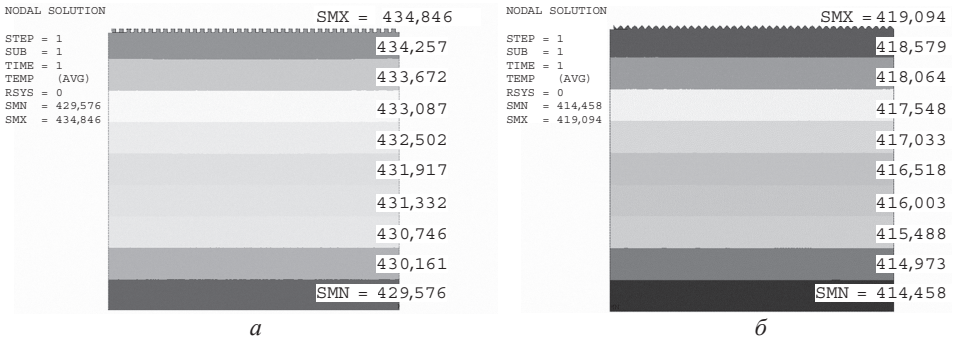 NODAL SOLUTION
STEP = 1
SUB = 1
TIME = 1
TEMP (AVG)
RSYS = 0
SMN = 429,576
SMX = 434,846
SMX = 434,846
434,257
433,672
433,087
432,502
431,917
431,332
430,746
430,161
SMN = 429,576
а
NODAL SOLUTION
STEP = 1
SUB = 1
TIME = 1
TEMP (AVG)
RSYS = 0
SMN = 414,458
SMX = 419,094
SMX = 419,094
418,579
418,064
417,548
417,033
416,518
416,003
415,488
414,973
SMN = 414,458
б